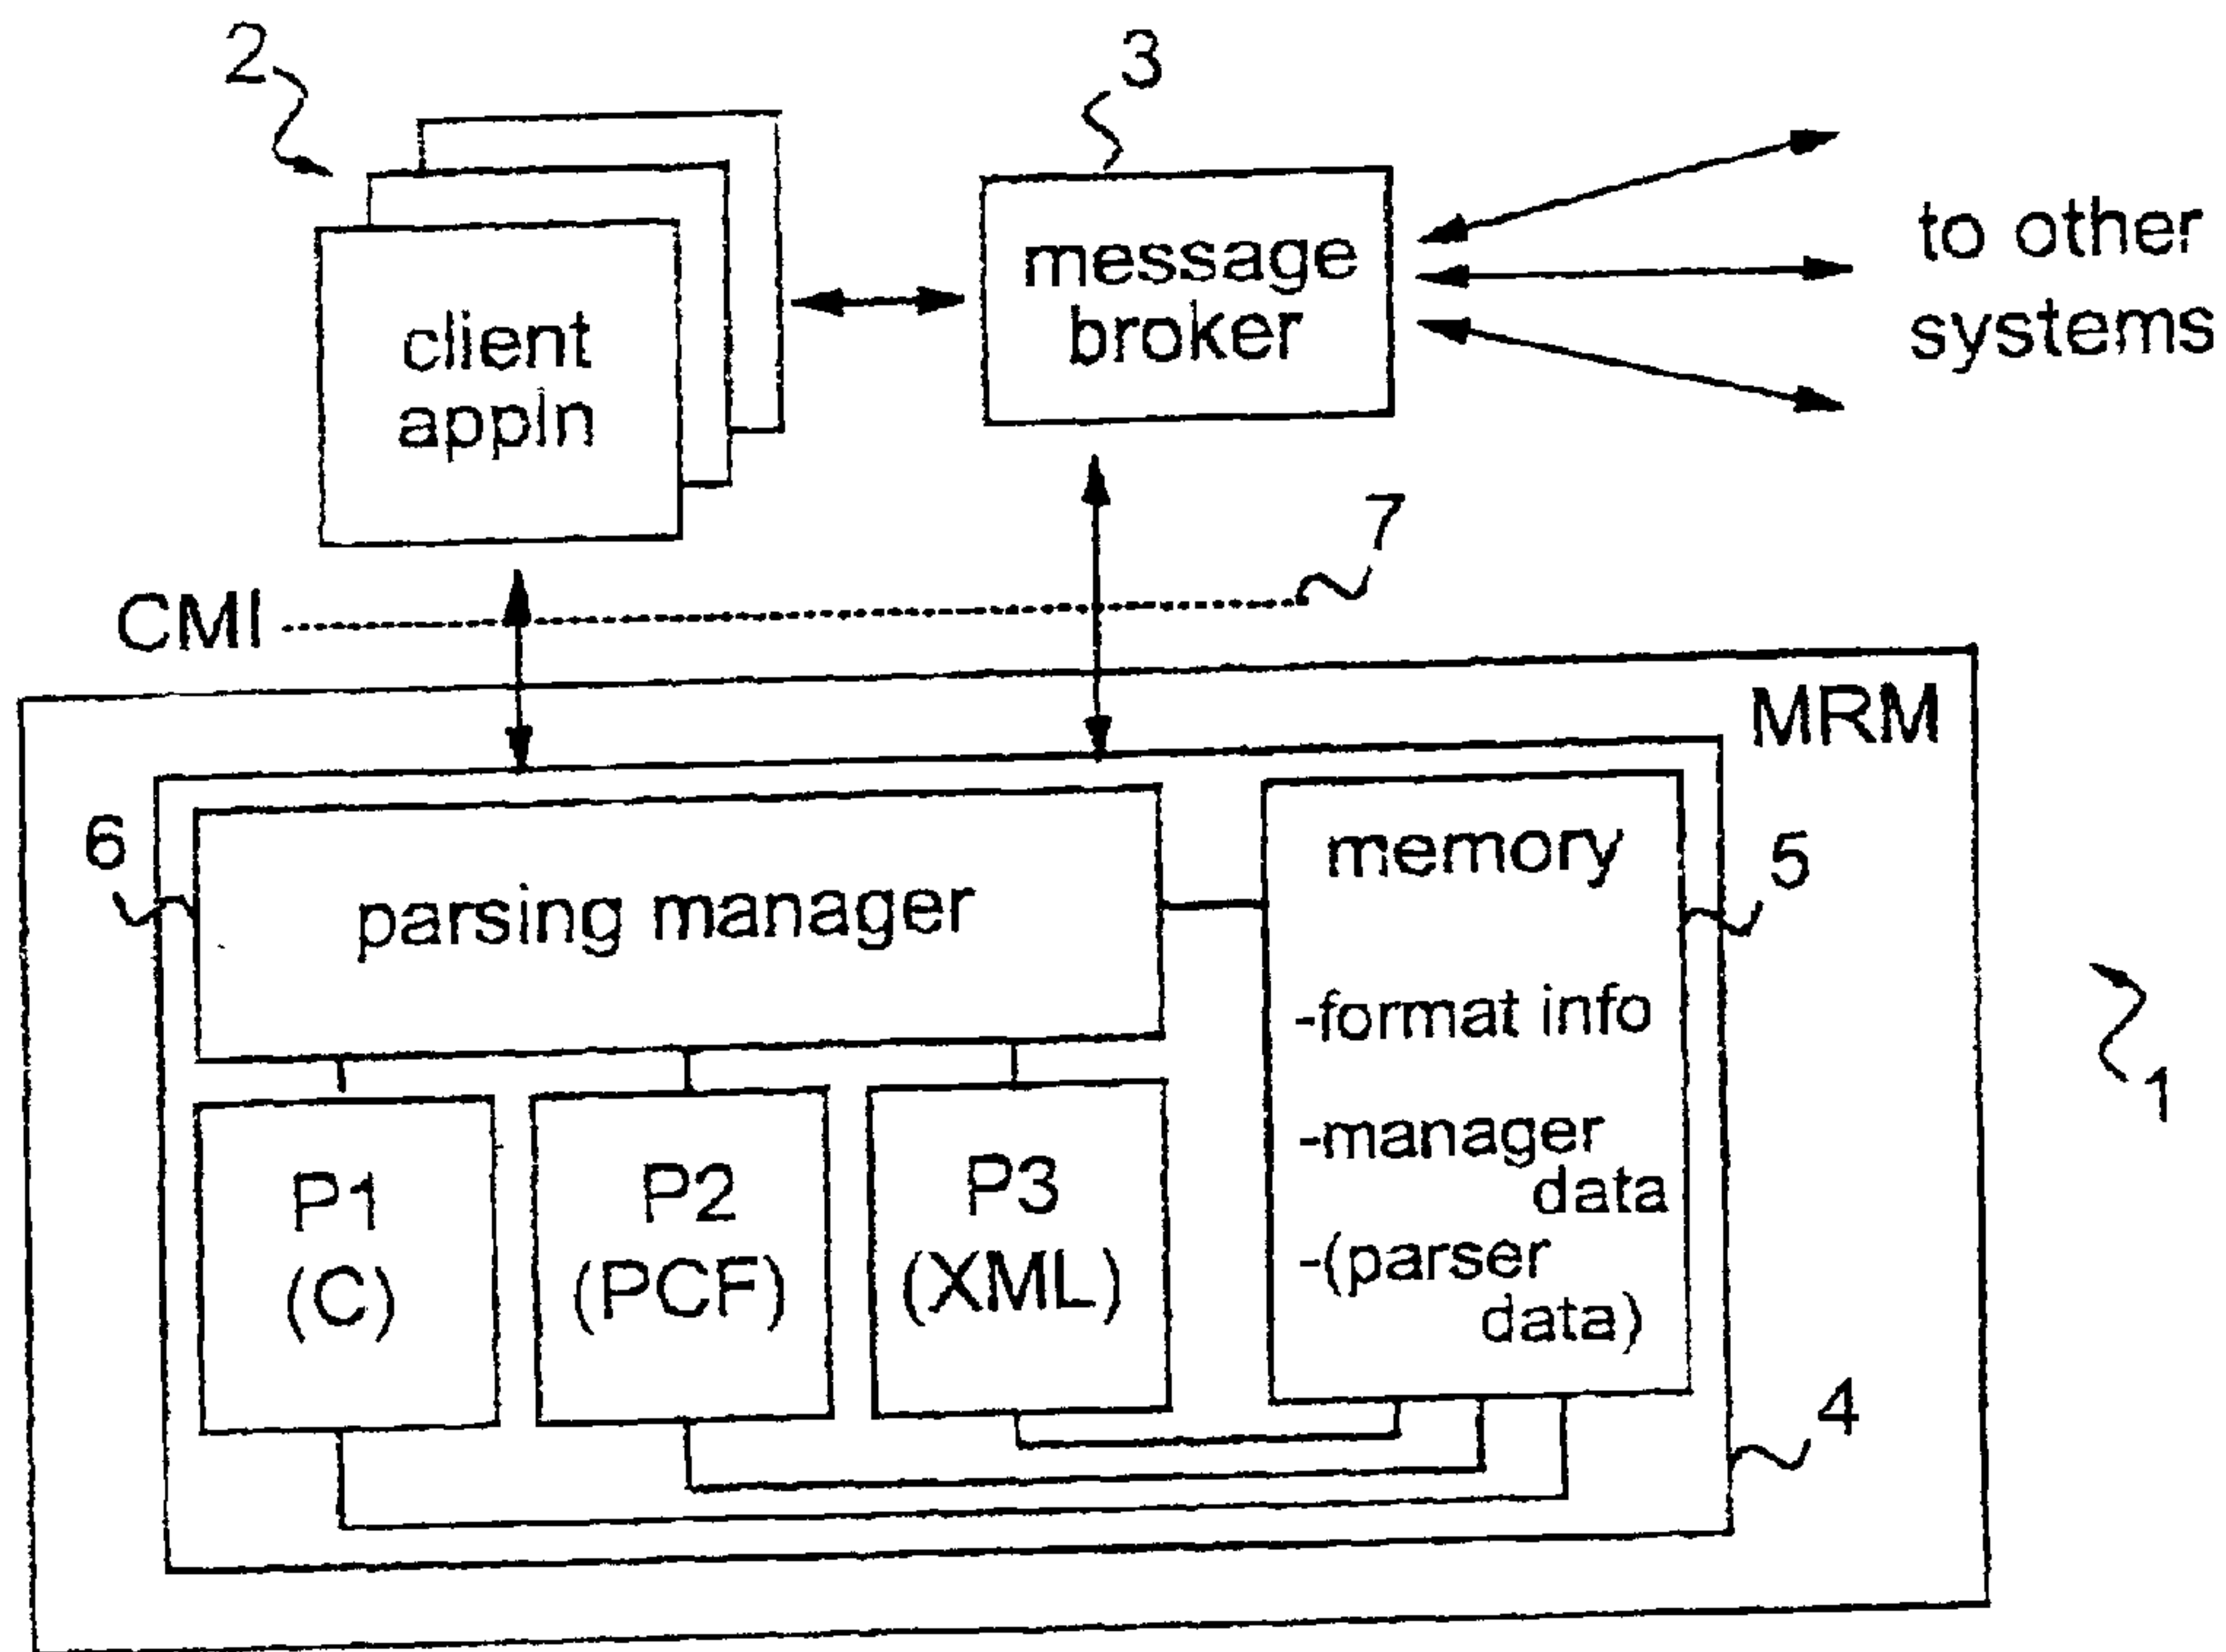 2
3
client
appln
message
broker
to other
systems
7
CMI
MRM
6
parsing manager
memory
5
-format info
-manager
data
-(parser
data)
1
P1
(C)
P2
(PCF)
P3
(XML)
4